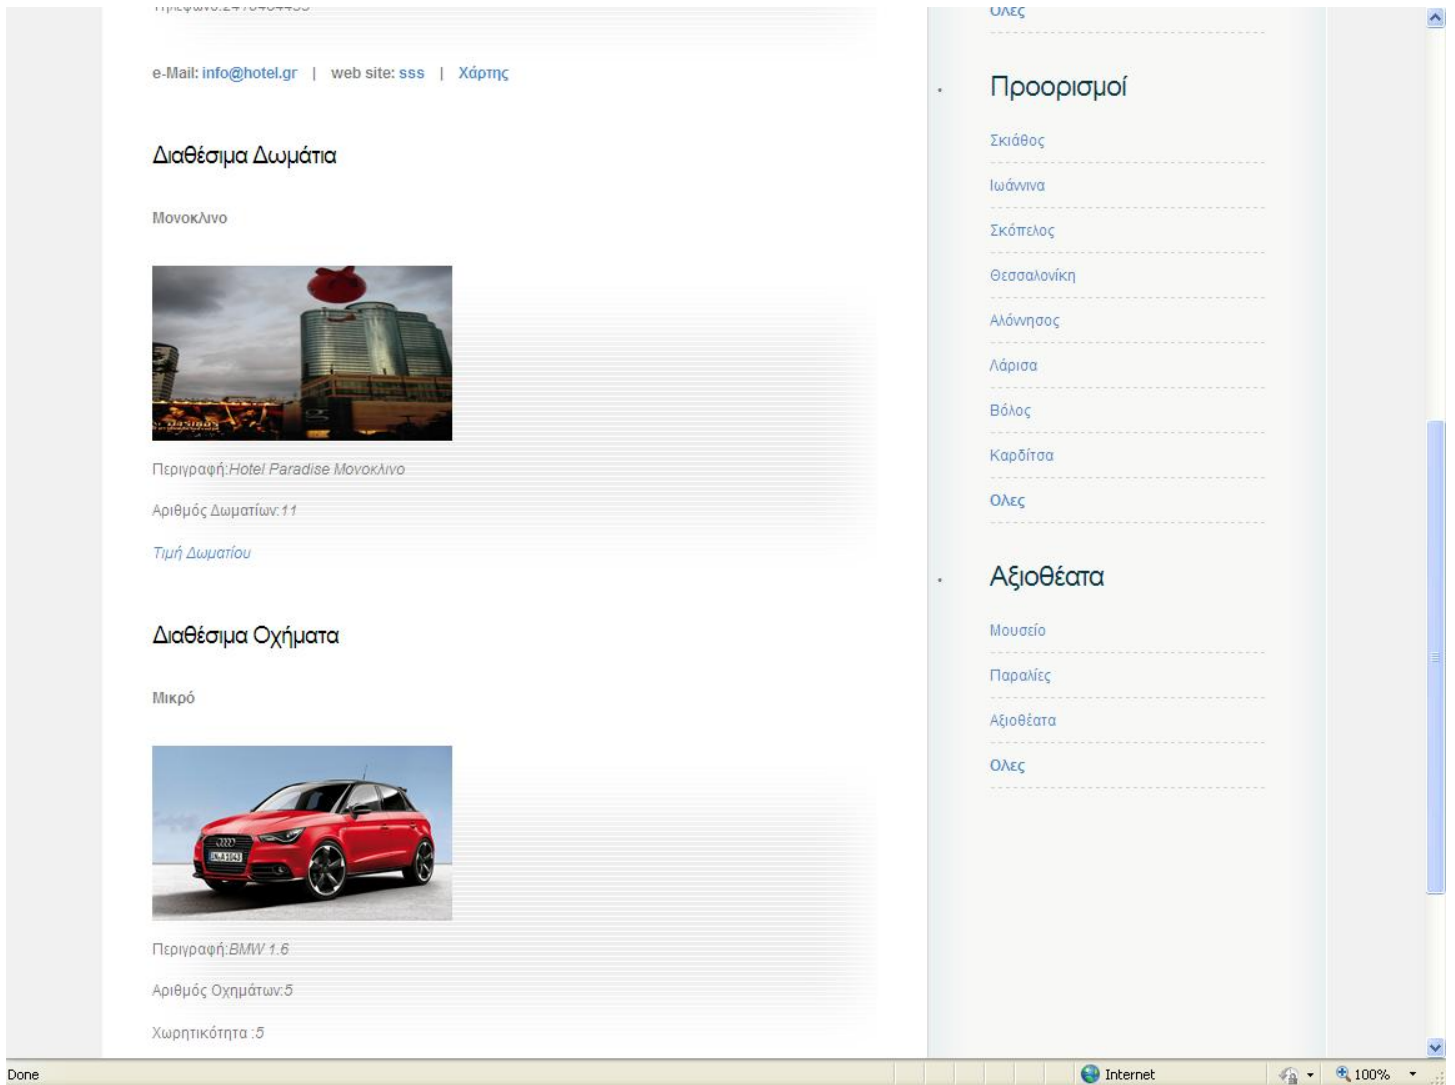 e-Mail: info@hotel.gr | web site: sss | Χάρτης
Διαθέσιμα Δωμάτια
Μονοκλινο
Περιγραφή:Hotel Paradise Μονοκλινο
Αριθμός Δωματίων:11
Τιμή Δωματίου
Διαθέσιμα Οχήματα
Μικρό
Περιγραφή:BMW 1.6
Αριθμός Οχημάτων:5
Χωρητικότητα :5
Ολες
Προορισμοί
Σκιάθος
Ιωάννινα
Σκόπελος
Θεσσαλονίκη
Αλόννησος
Λάρισα
Βόλος
Καρδίτσα
Ολες
Αξιοθέατα
Μουσείο
Παραλίες
Αξιοθέατα
Ολες
Done
Internet
100%